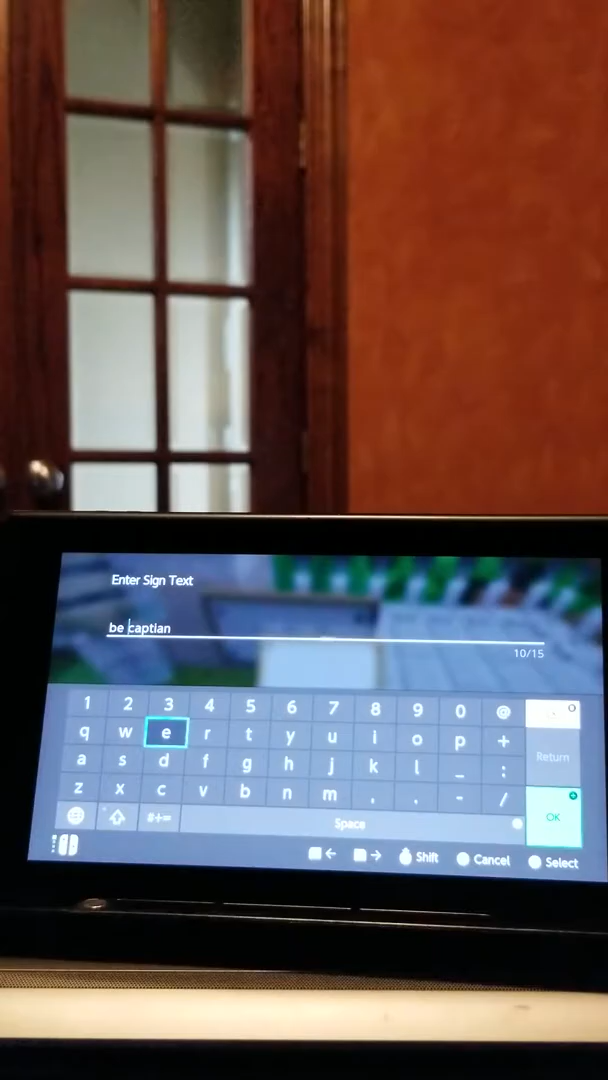 Enter Sign Text
be captian
10/15
1 2 3 4 5 6 7 8 9 0 @
q w e r t y u i o p +
Return
a s d f g h j k l _ :
z x c v b n m , . - /
OK
#+= Space
Shift Cancel Select